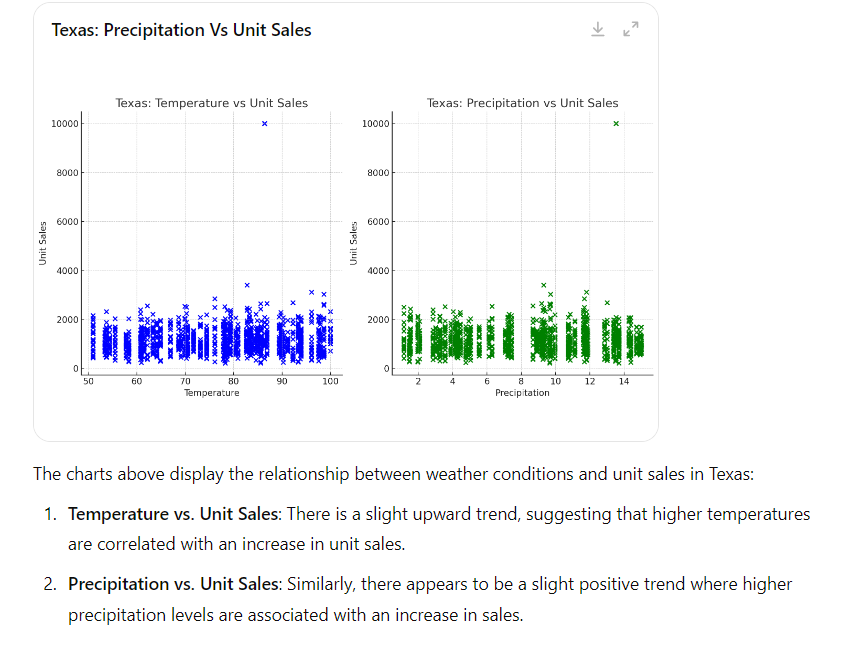 Texas: Precipitation Vs Unit Sales
Texas: Temperature vs Unit Sales
10000
8000
6000
4000
2000
0
Unit Sales
50 60 70 80 90 100
Temperature
Texas: Precipitation vs Unit Sales
10000
8000
6000
4000
2000
0
Unit Sales
2 4 6 8 10 12 14
Precipitation
The charts above display the relationship between weather conditions and unit sales in Texas:
1. Temperature vs. Unit Sales: There is a slight upward trend, suggesting that higher temperatures
are correlated with an increase in unit sales.
2. Precipitation vs. Unit Sales: Similarly, there appears to be a slight positive trend where higher
precipitation levels are associated with an increase in sales.